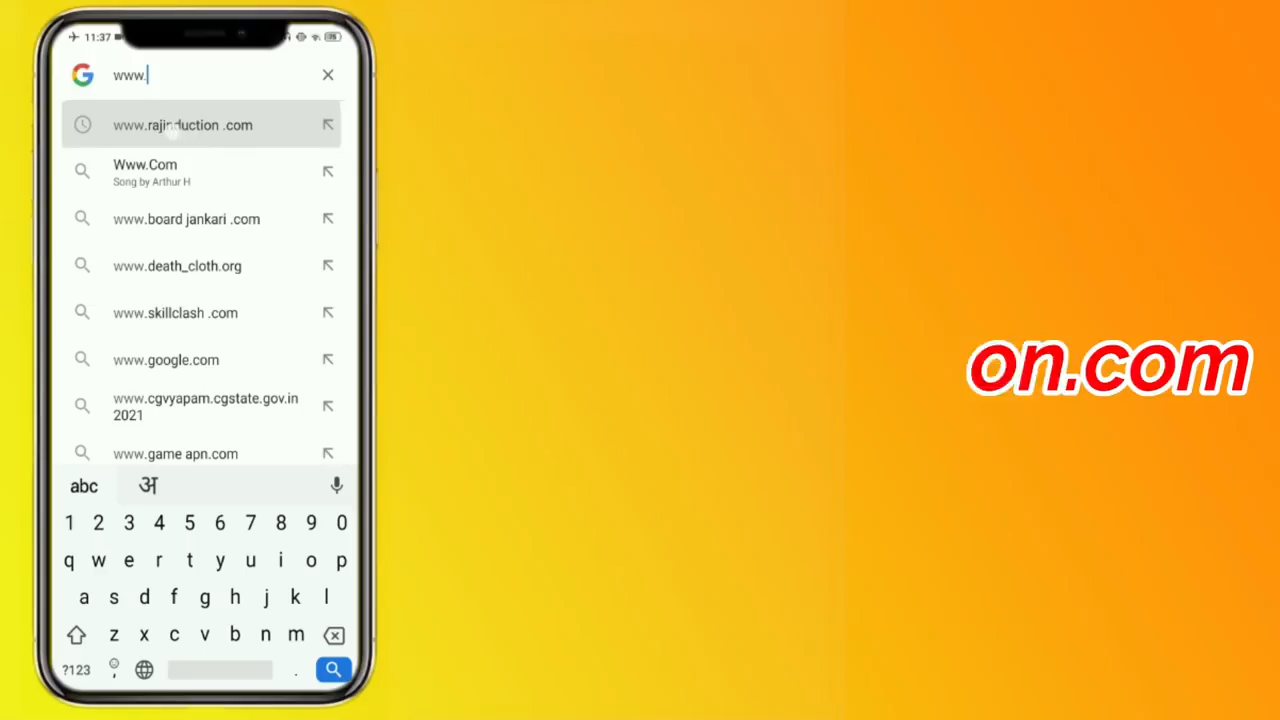 11:37
www.
www.rajinduction .com
Www.Com
Song by Arthur H
www.board jankari .com
www.death_cloth.org
www.skillclash .com
www.google.com
www.cgvyapam.cgstate.gov.in
2021
www.game apn.com
abc अ
1 2 3 4 5 6 7 8 9 0
q w e r t y u i o p
a s d f g h j k l
z x c v b n m
?123 , .
on.com